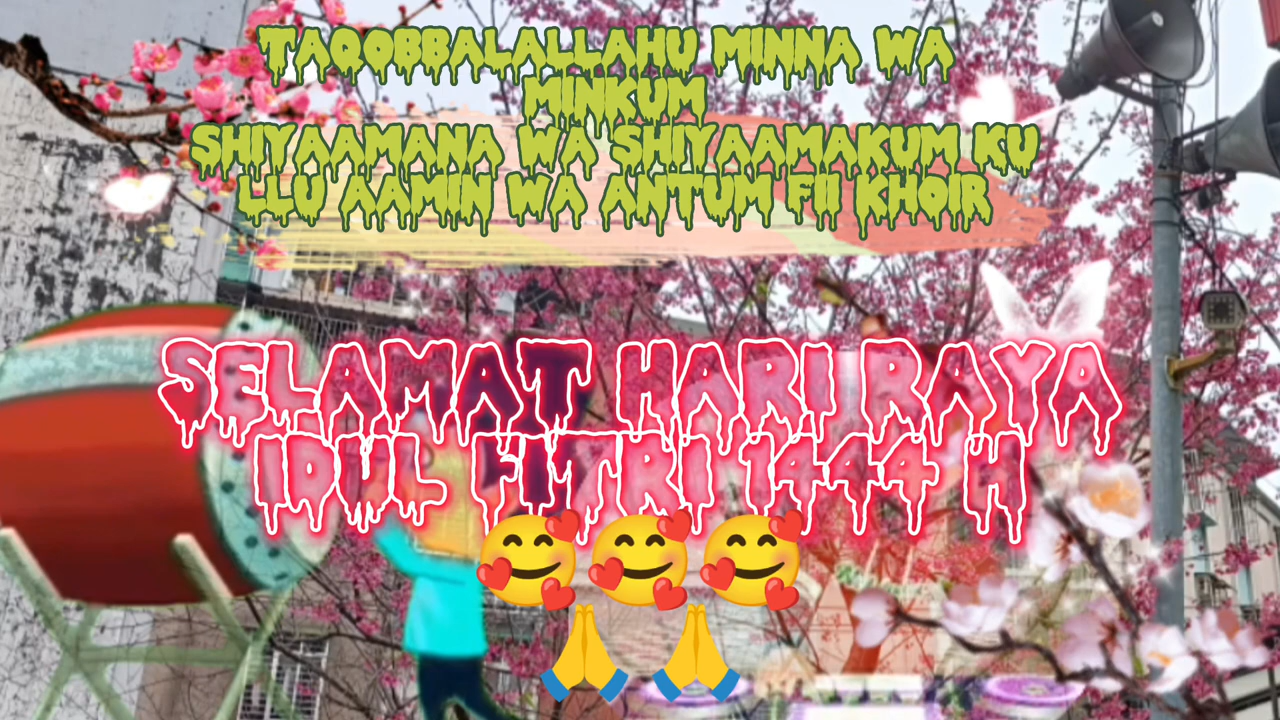 TAQOBBALALLAHU MINNA WA
MINKUM
SHIYAAMANA WA SHIYAAMAKUM KU
LLU AAMIN WA ANTUM FII KHOIR
SELAMAT HARI RAYA
IDUL FITRI 1444 H